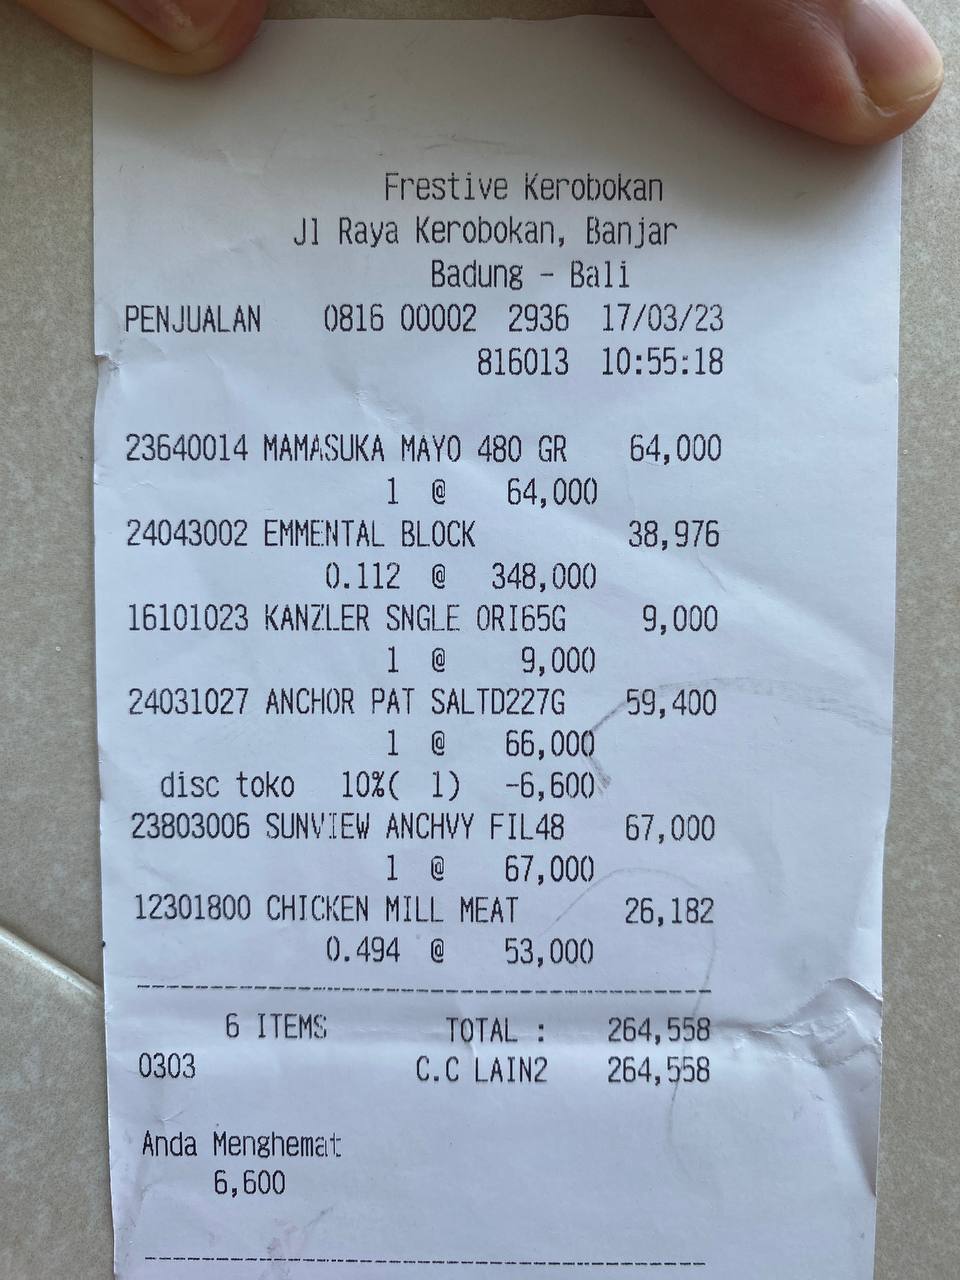 Frestive Kerobokan
Jl Raya Kerobokan, Banjar
Badung - Bali
PENJUALAN 0816 00002 2936 17/03/23
816013 10:55:18
23640014 MAMASUKA MAYO 480 GR 64,000
1 @ 64,000
24043002 EMMENTAL BLOCK 38,976
0.112 @ 348,000
16101023 KANZLER SNGLE ORI65G 9,000
1 @ 9,000
24031027 ANCHOR PAT SALTD227G 59,400
1 @ 66,000
disc toko 10%( 1) -6,600
23803006 SUNVIEW ANCHVY FIL48 67,000
1 @ 67,000
12301800 CHICKEN MILL MEAT 26,182
0.494 @ 53,000
6 ITEMS TOTAL : 264,558
0303 C.C LAIN2 264,558
Anda Menghemat
6,600